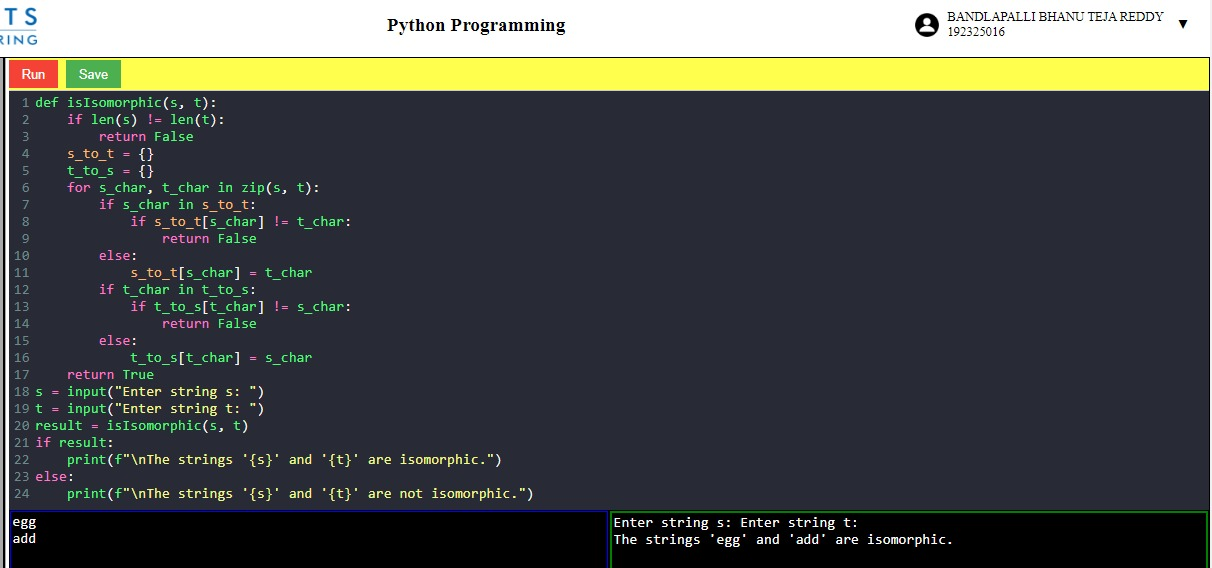 TS
RING
Python Programming
BANDLAPALLI BHANU TEJA REDDY
192325016
▼
Run Save
1 def isIsomorphic(s, t):
2     if len(s) != len(t):
3         return False
4     s_to_t = {}
5     t_to_s = {}
6     for s_char, t_char in zip(s, t):
7         if s_char in s_to_t:
8             if s_to_t[s_char] != t_char:
9                 return False
10         else:
11             s_to_t[s_char] = t_char
12         if t_char in t_to_s:
13             if t_to_s[t_char] != s_char:
14                 return False
15         else:
16             t_to_s[t_char] = s_char
17     return True
18 s = input("Enter string s: ")
19 t = input("Enter string t: ")
20 result = isIsomorphic(s, t)
21 if result:
22     print(f"\nThe strings '{s}' and '{t}' are isomorphic.")
23 else:
24     print(f"\nThe strings '{s}' and '{t}' are not isomorphic.")
egg
add
Enter string s: Enter string t:
The strings 'egg' and 'add' are isomorphic.